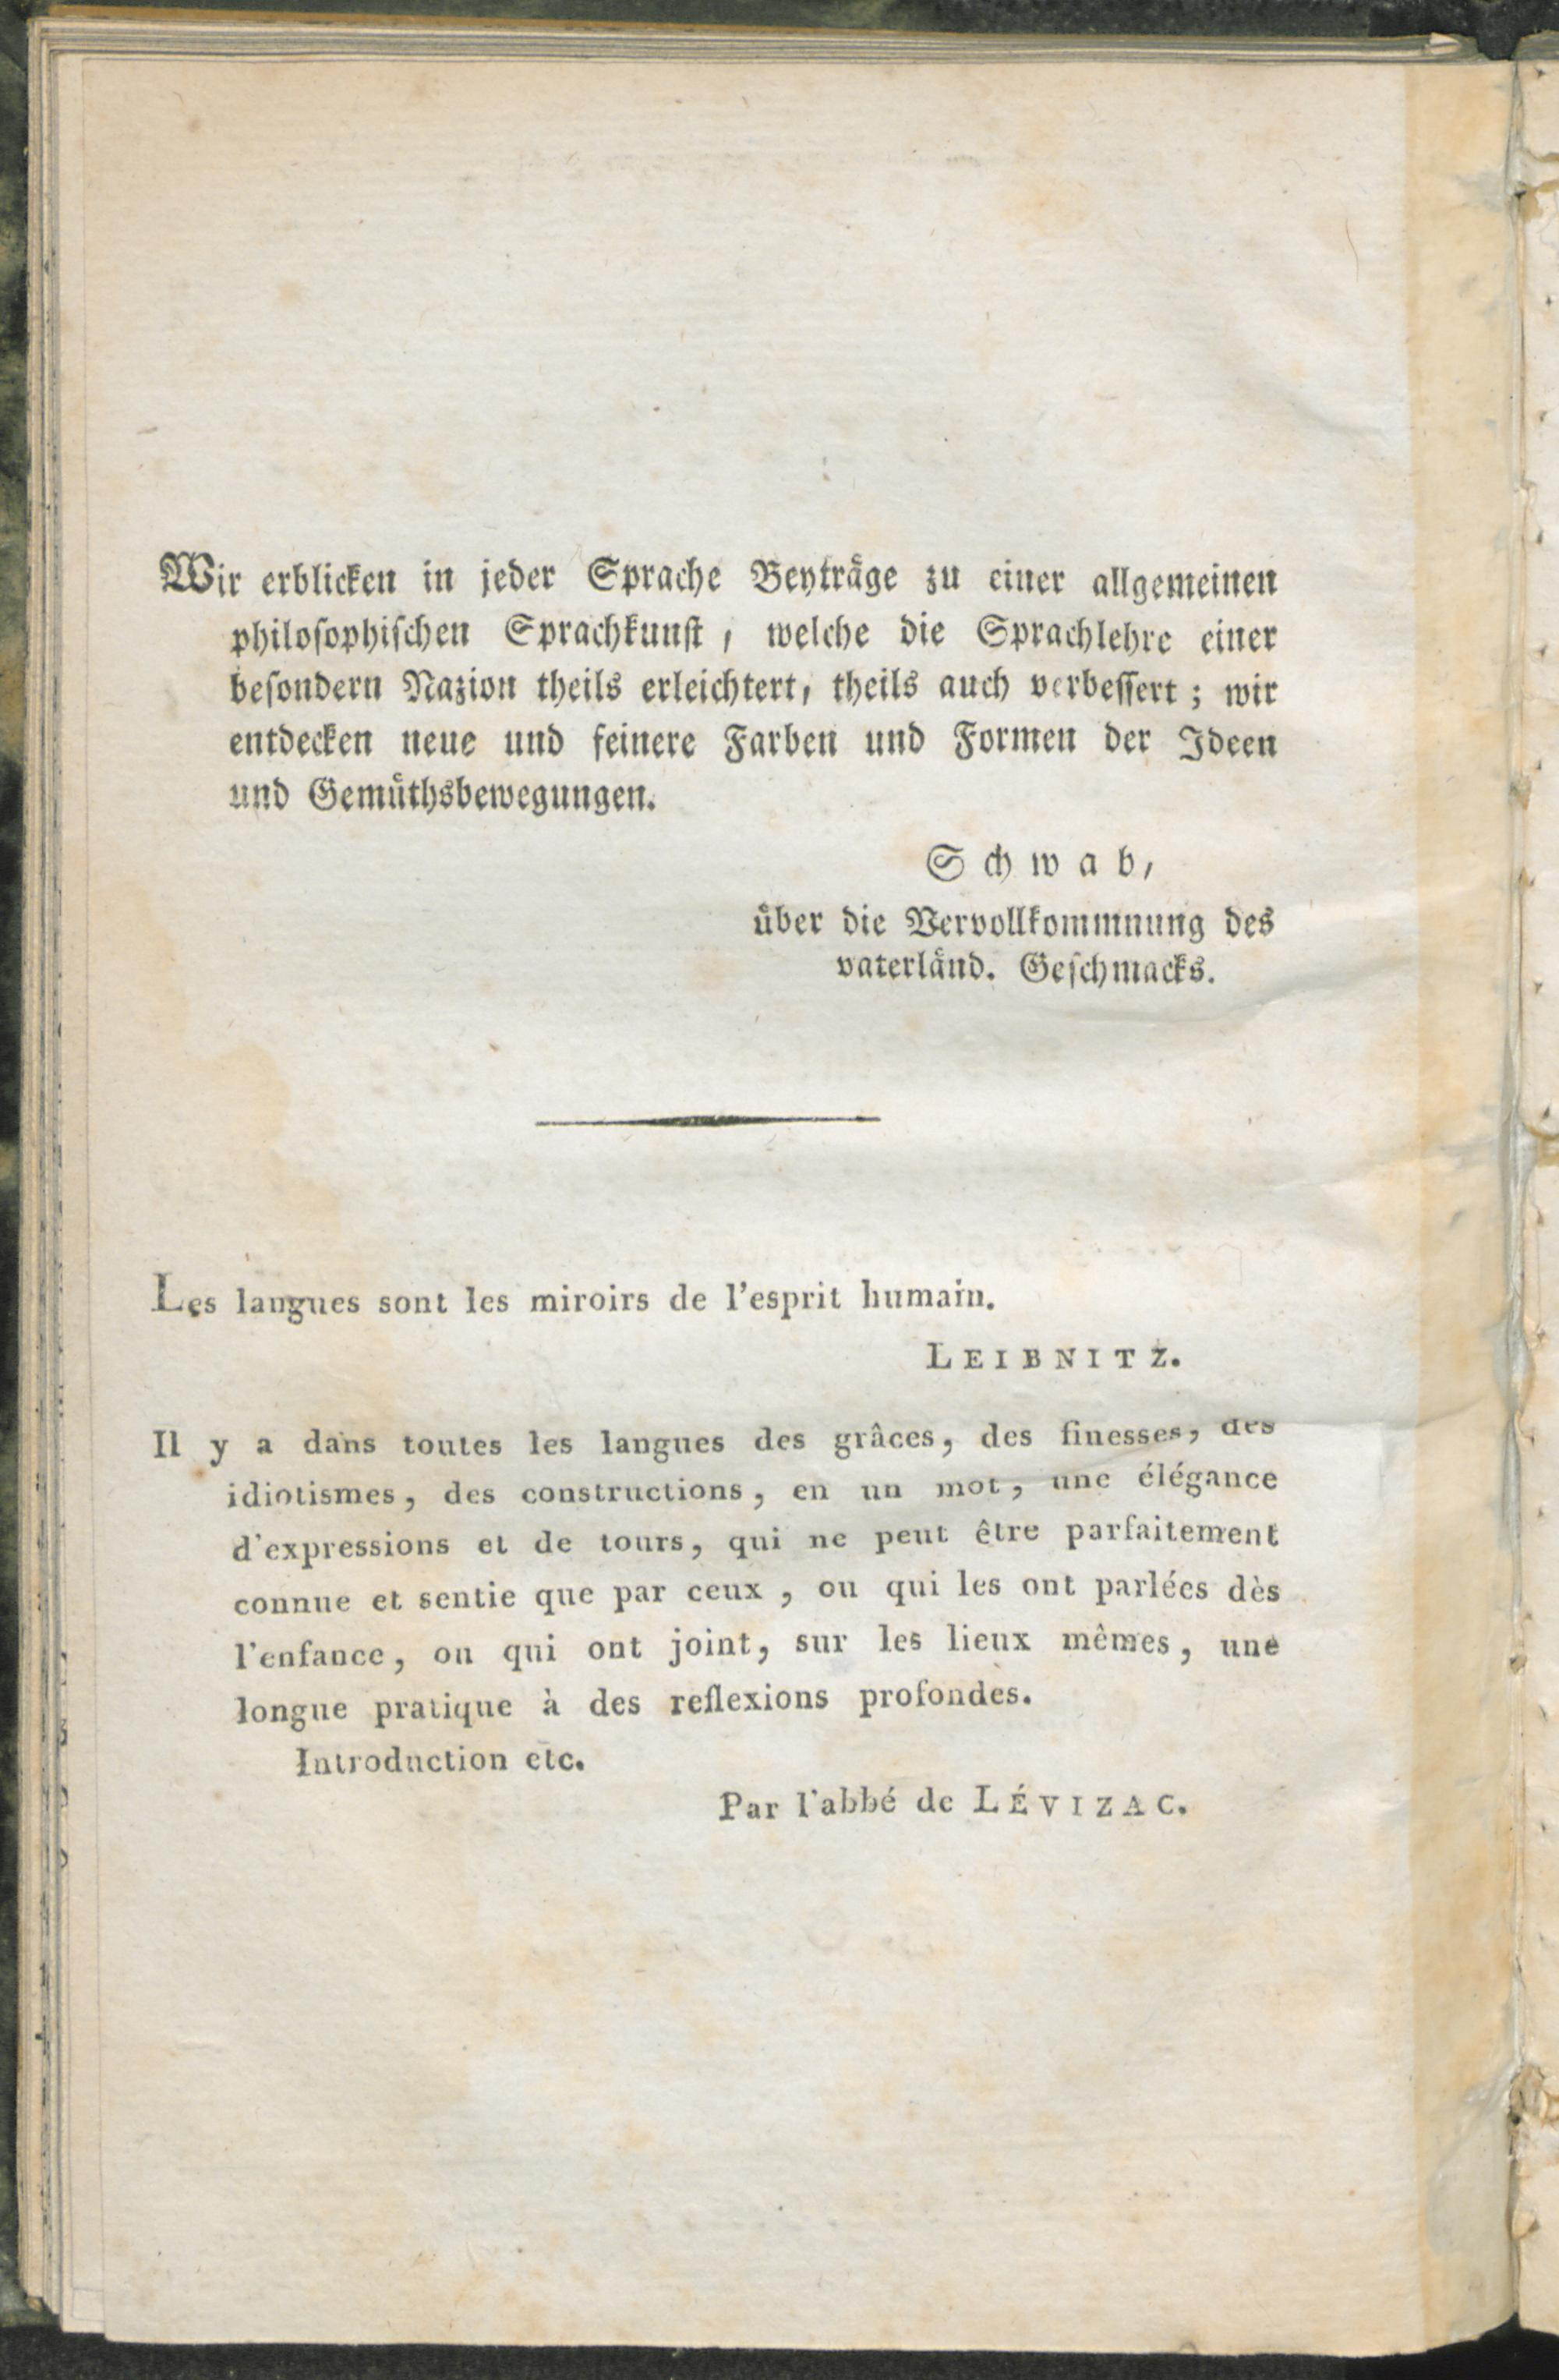 Wir erblicken in jeder Sprache Beyträge zu einer allgemeinen
philosophischen Sprachkunst, welche die Sprachlehre einer
besondern Nazion theils erleichtert, theils auch verbessert; wir
entdecken neue und feinere Farben und Formen der Ideen
und Gemüthsbewegungen.
Schwab,
über die Vervollkommnung des
vaterländ. Geschmacks.
Les langues sont les miroirs de l'esprit humain.
LEIBNITZ.
Il y a dans toutes les langues des grâces, des finesses, des
idiotismes, des constructions, en un mot, une élégance
d'expressions et de tours, qui ne peut être parfaitement
connue et sentie que par ceux, ou qui les ont parlées dès
l'enfance, ou qui ont joint, sur les lieux mêmes, une
longue pratique à des reflexions profondes.
Introduction etc.
Par l'abbé de LÉVIZAC.